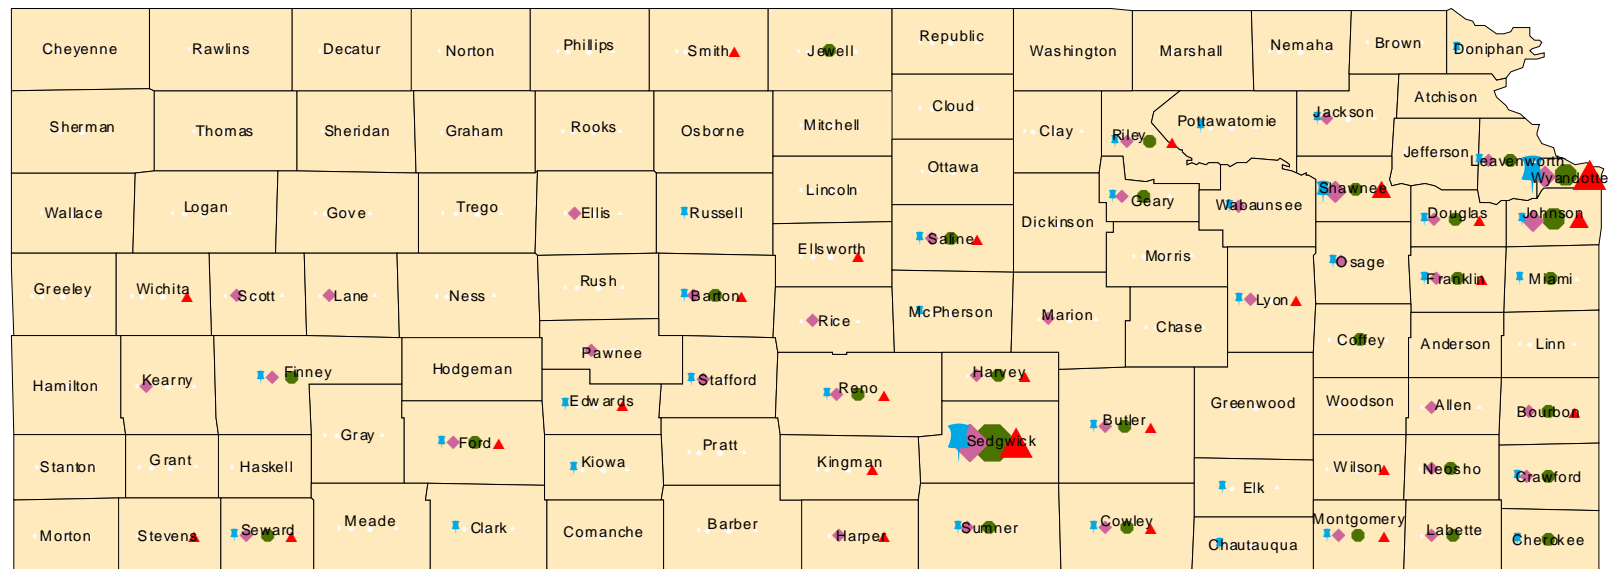 Cheyenne
Rawlins
Decatur
Norton
Phillips
Smith
Jewell
Republic
Washington
Marshall
Nemaha
Brown
Doniphan
Sherman
Thomas
Sheridan
Graham
Rooks
Osborne
Mitchell
Cloud
Clay
Riley
Pottawatomie
Jackson
Atchison
Jefferson
Leavenworth
Wyandotte
Lincoln
Ottawa
Wallace
Logan
Gove
Trego
Ellis
Russell
Ellsworth
Saline
Dickinson
Geary
Wabaunsee
Shawnee
Douglas
Johnson
Morris
Osage
Franklin
Miami
Greeley
Wichita
Scott
Lane
Ness
Rush
Barton
Rice
McPherson
Marion
Chase
Lyon
Coffey
Anderson
Linn
Hamilton
Kearny
Finney
Hodgeman
Pawnee
Edwards
Stafford
Reno
Harvey
Butler
Greenwood
Woodson
Allen
Bourbon
Gray
Ford
Kiowa
Pratt
Kingman
Sedgwick
Elk
Wilson
Neosho
Crawford
Stanton
Grant
Haskell
Morton
Stevens
Seward
Meade
Clark
Comanche
Barber
Harper
Sumner
Cowley
Chautauqua
Montgomery
Labette
Cherokee